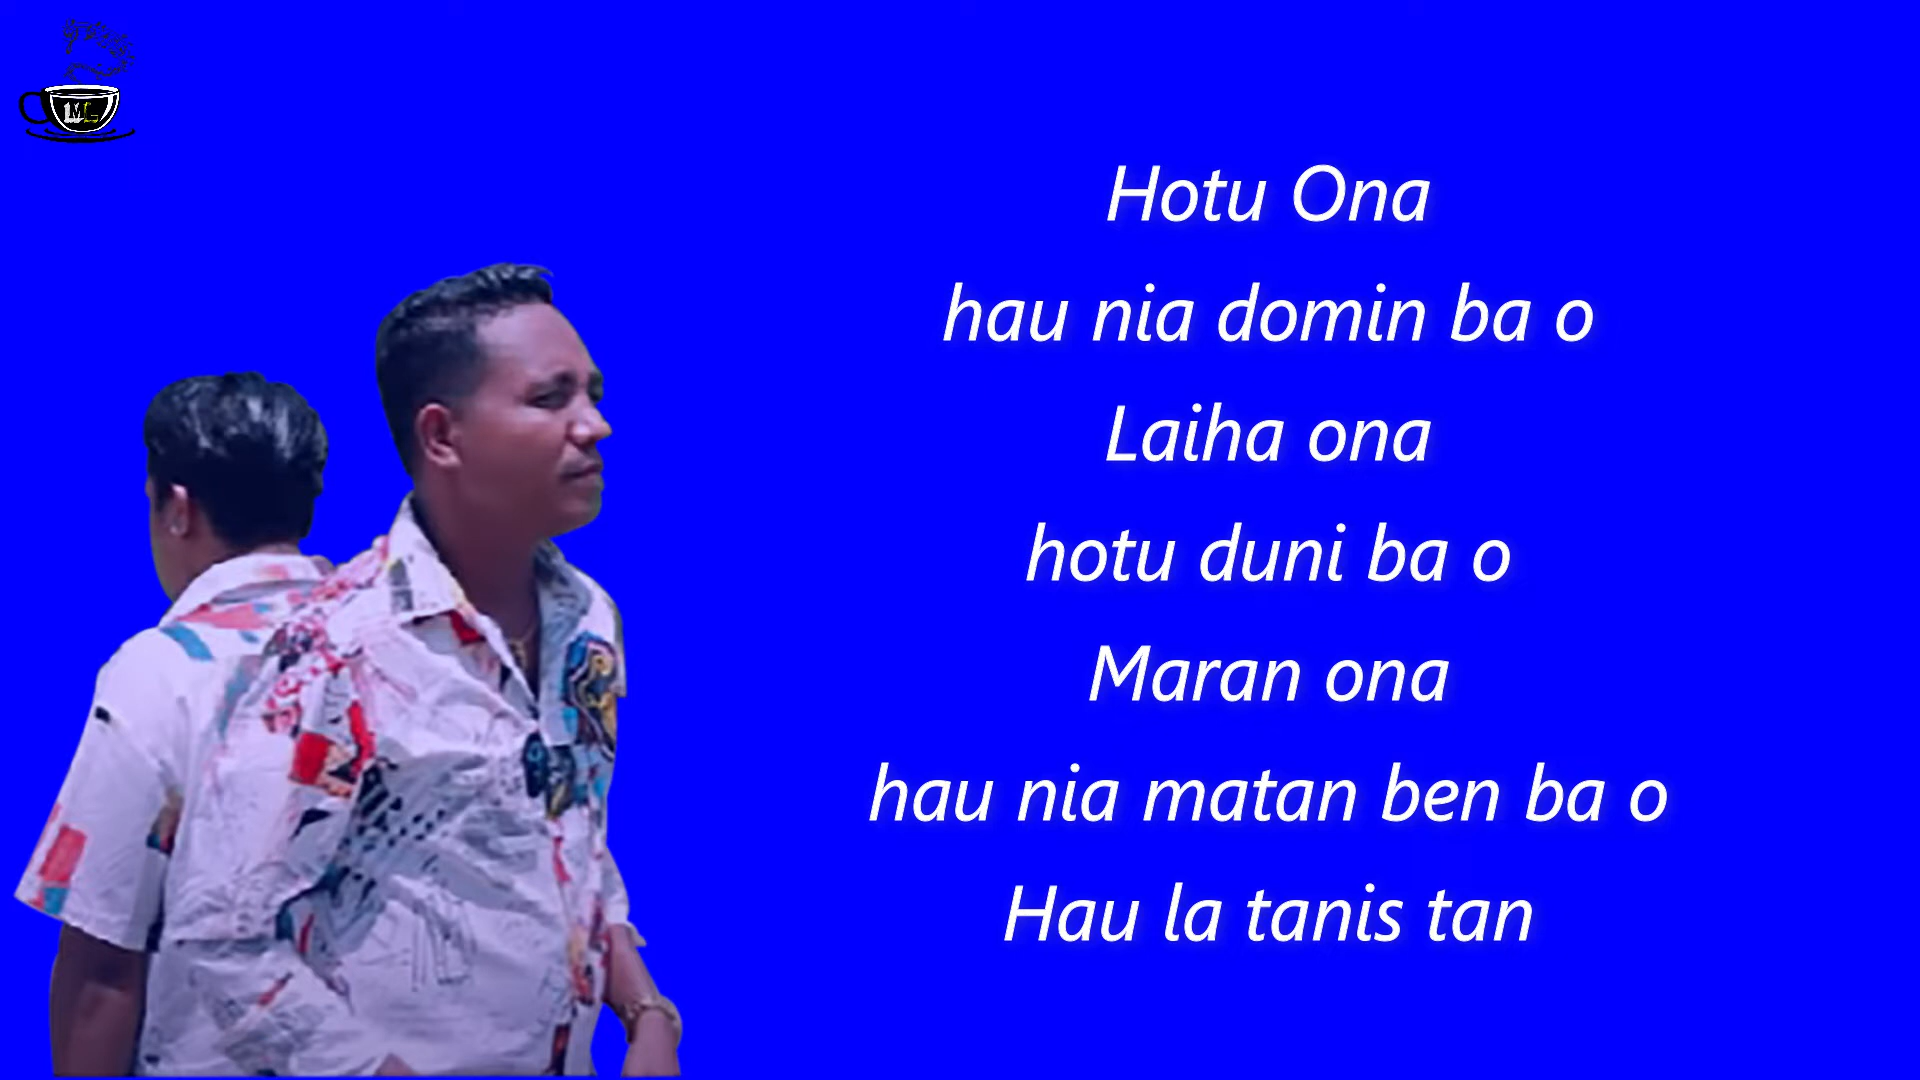 Hotu Ona
hau nia domin ba o
Laiha ona
hotu duni ba o
Maran ona
hau nia matan ben ba o
Hau la tanis tan